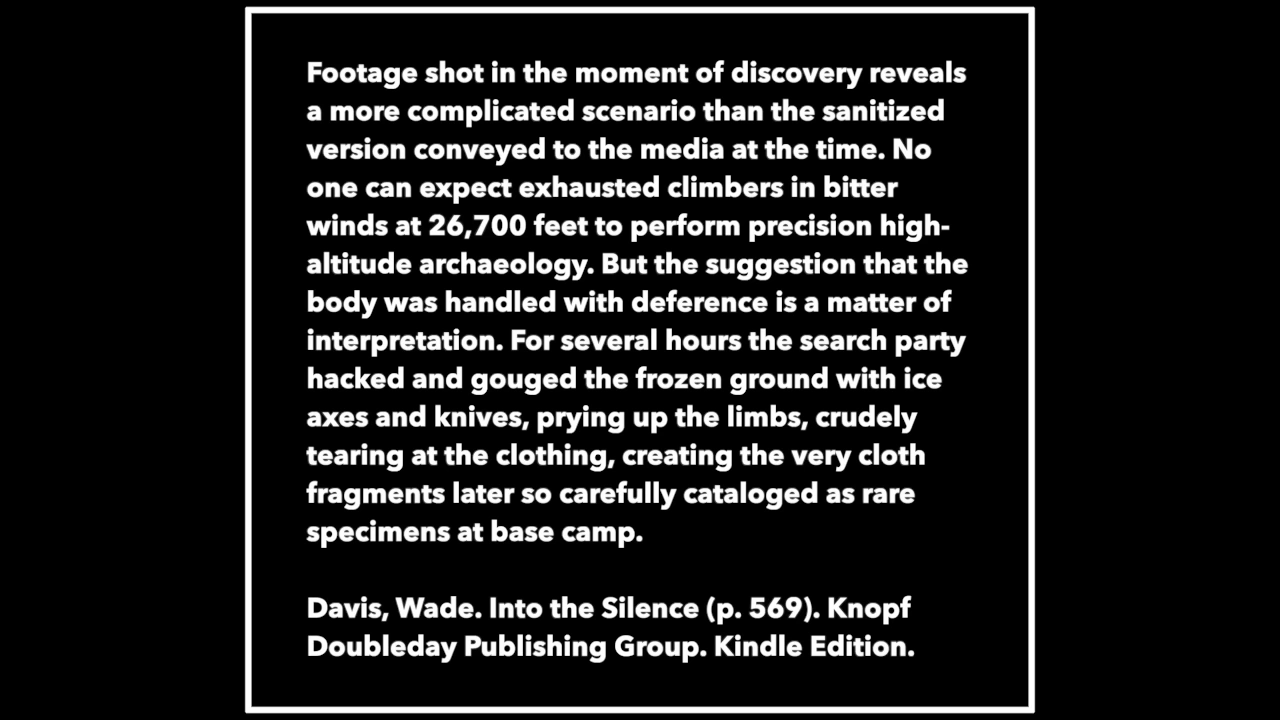 Footage shot in the moment of discovery reveals
a more complicated scenario than the sanitized
version conveyed to the media at the time. No
one can expect exhausted climbers in bitter
winds at 26,700 feet to perform precision high-
altitude archaeology. But the suggestion that the
body was handled with deference is a matter of
interpretation. For several hours the search party
hacked and gouged the frozen ground with ice
axes and knives, prying up the limbs, crudely
tearing at the clothing, creating the very cloth
fragments later so carefully cataloged as rare
specimens at base camp.
Davis, Wade. Into the Silence (p. 569). Knopf
Doubleday Publishing Group. Kindle Edition.